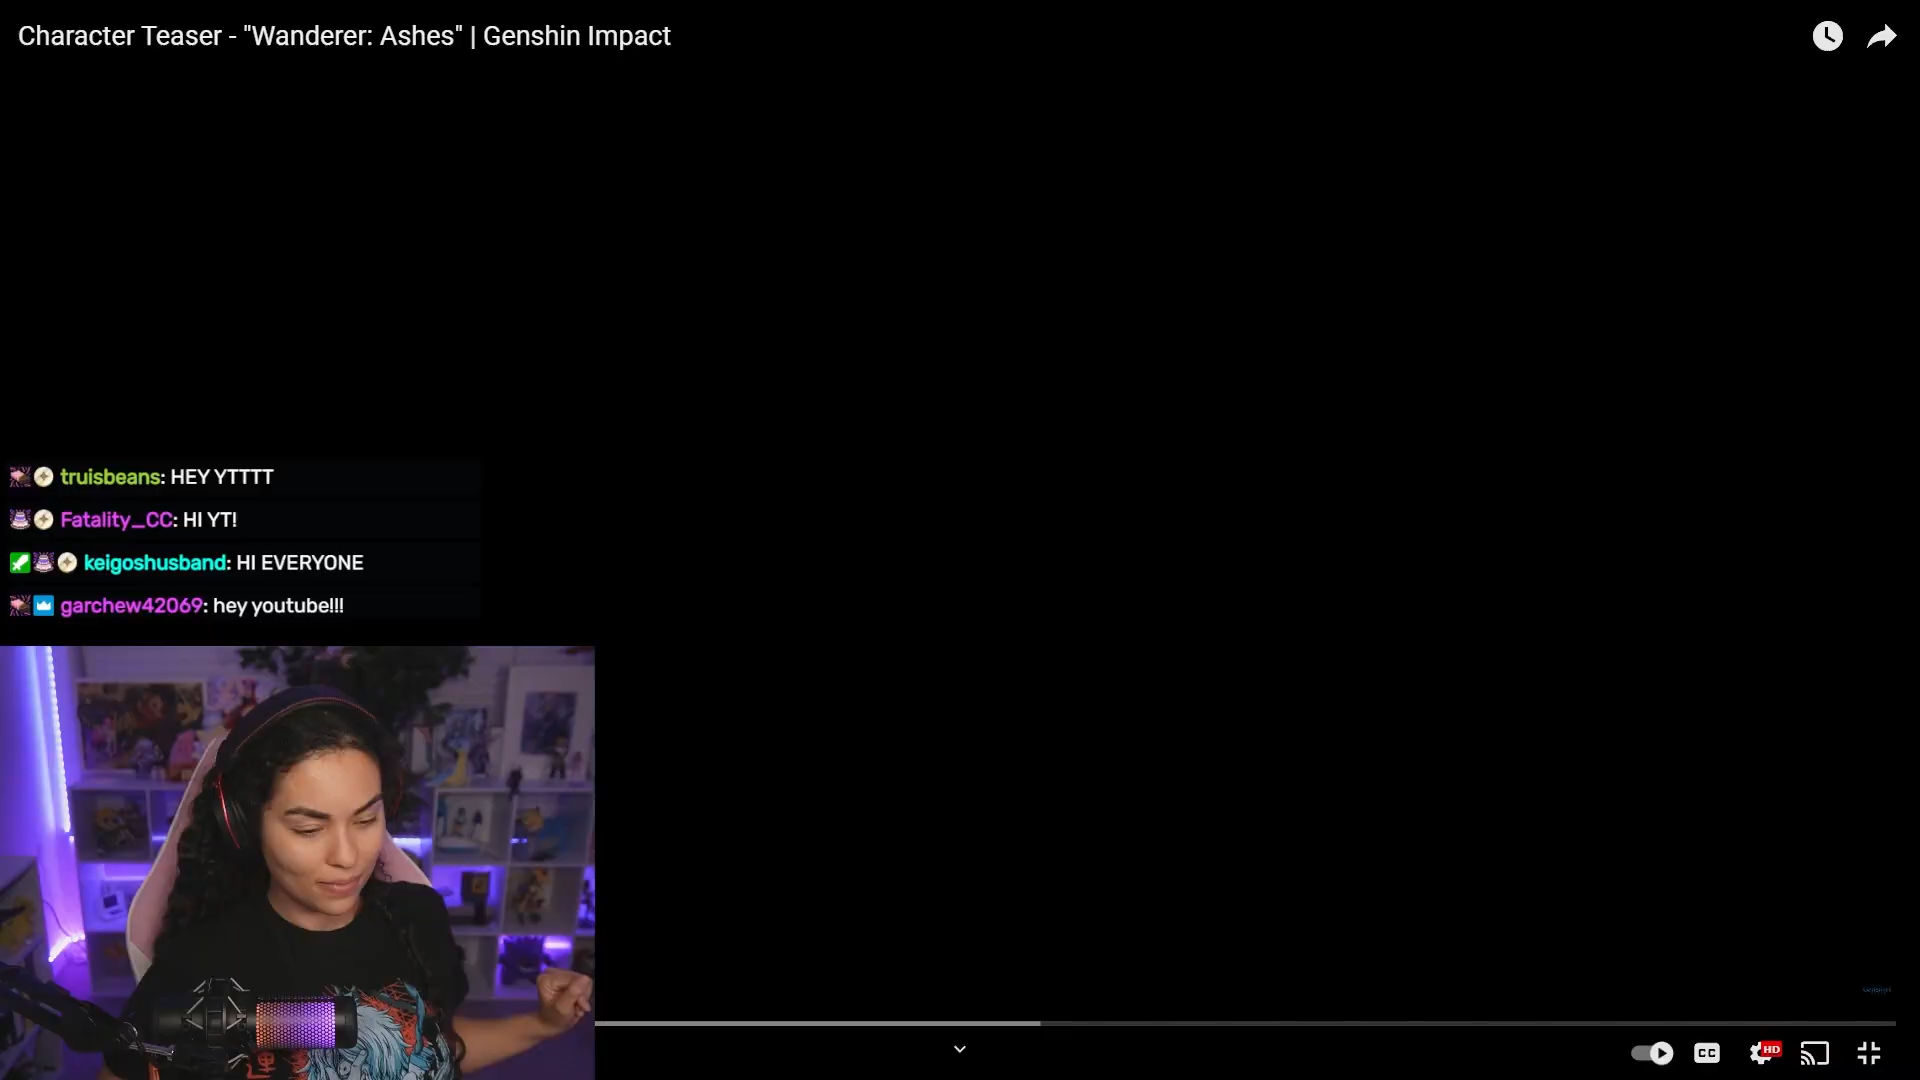 Character Teaser - "Wanderer: Ashes" | Genshin Impact
truisbeans: HEY YTTTT
Fatality_CC: HI YT!
keigoshusband: HI EVERYONE
garchew42069: hey youtube!!!
CC
HD